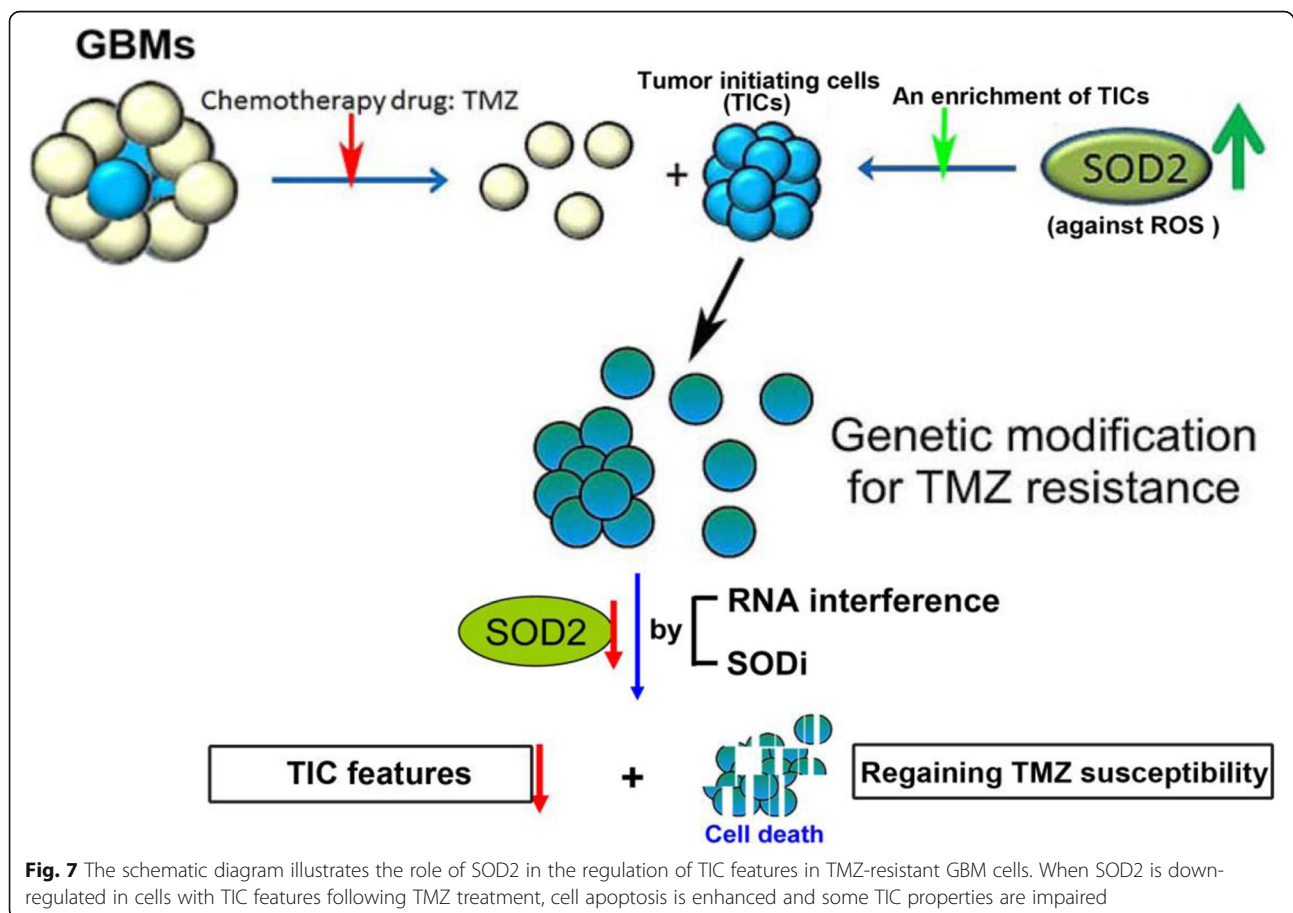 GBMs
Chemotherapy drug: TMZ
Tumor initiating cells
(TICs)
An enrichment of TICs
+
SOD2
(against ROS )
Genetic modification
for TMZ resistance
SOD2
by
RNA interference
SODi
TIC features
+
Regaining TMZ susceptibility
Cell death
Fig. 7 The schematic diagram illustrates the role of SOD2 in the regulation of TIC features in TMZ-resistant GBM cells. When SOD2 is down-
regulated in cells with TIC features following TMZ treatment, cell apoptosis is enhanced and some TIC properties are impaired